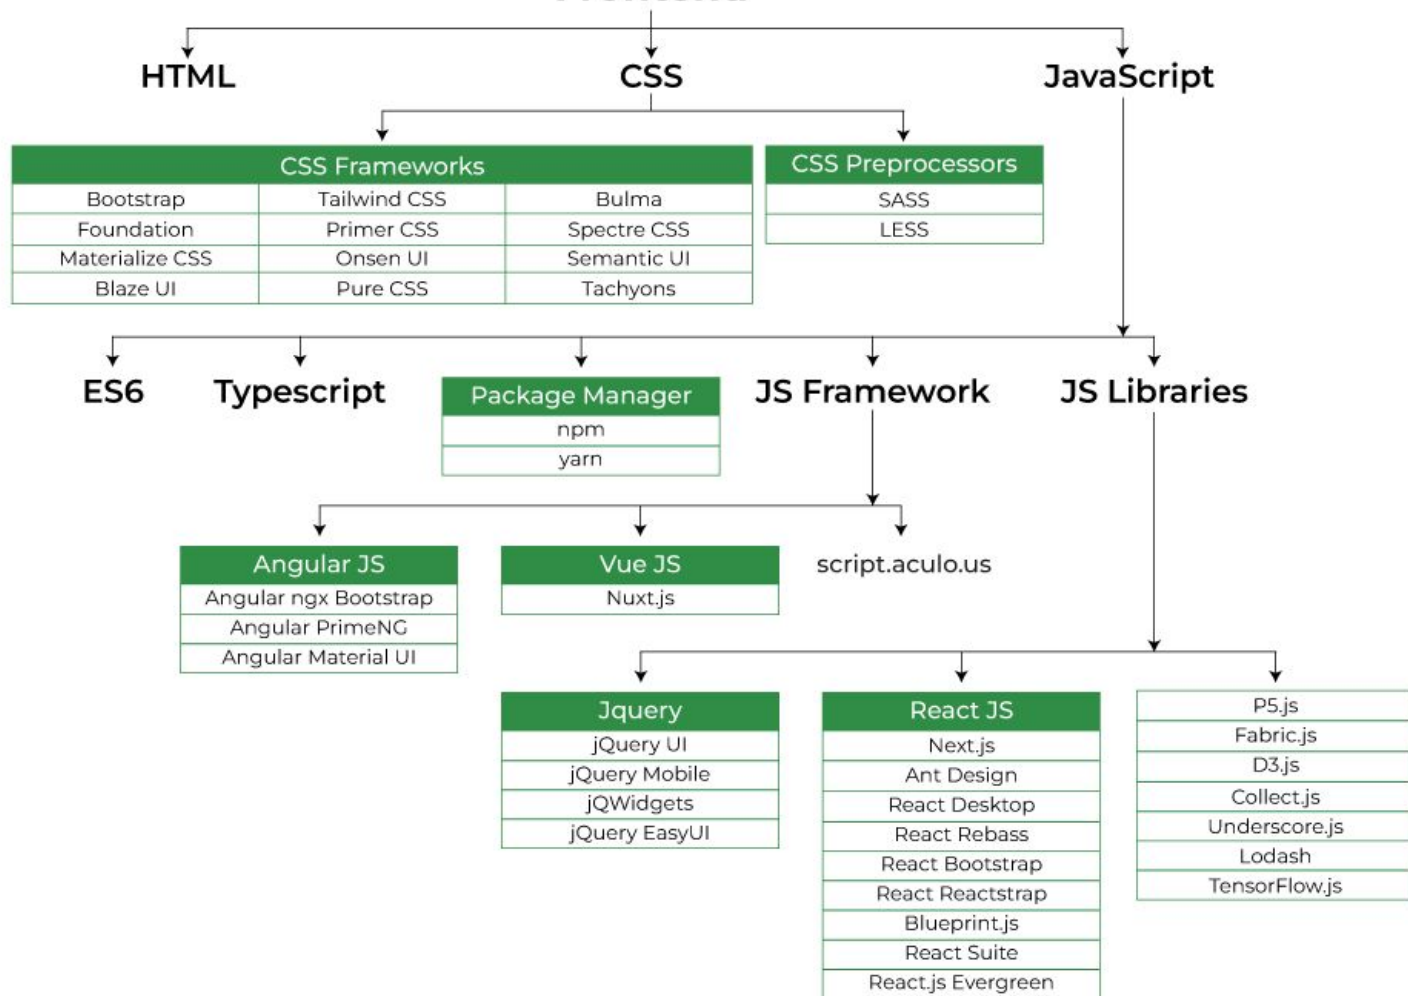 HTML
CSS
JavaScript
CSS Frameworks
Bootstrap
Tailwind CSS
Bulma
Foundation
Primer CSS
Spectre CSS
Materialize CSS
Onsen UI
Semantic UI
Blaze UI
Pure CSS
Tachyons
CSS Preprocessors
SASS
LESS
ES6
Typescript
Package Manager
npm
yarn
JS Framework
JS Libraries
Angular JS
Angular ngx Bootstrap
Angular PrimeNG
Angular Material UI
Vue JS
Nuxt.js
script.aculo.us
Jquery
jQuery UI
jQuery Mobile
jQWidgets
jQuery EasyUI
React JS
Next.js
Ant Design
React Desktop
React Rebass
React Bootstrap
React Reactstrap
Blueprint.js
React Suite
React.js Evergreen
P5.js
Fabric.js
D3.js
Collect.js
Underscore.js
Lodash
TensorFlow.js